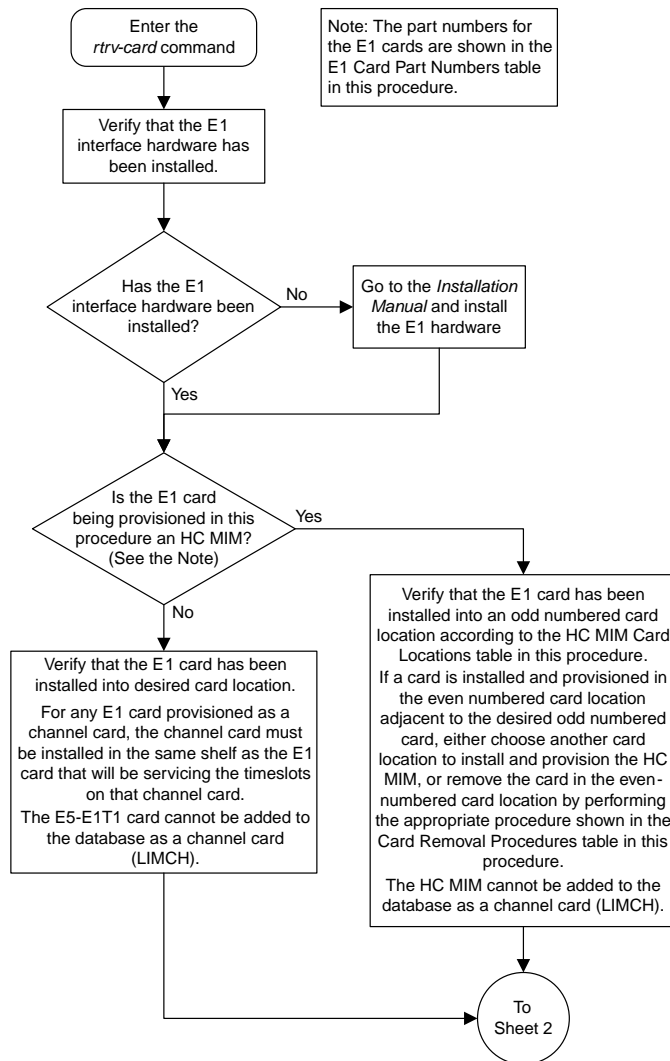 Enter the
rtrv-card command
Note: The part numbers for
the E1 cards are shown in the
E1 Card Part Numbers table
in this procedure.
Verify that the E1
interface hardware has
been installed.
Has the E1
interface hardware been
installed?
No
Go to the Installation
Manual and install
the E1 hardware
Yes
Is the E1 card
being provisioned in this
procedure an HC MIM?
(See the Note)
Yes
No
Verify that the E1 card has been
installed into desired card location.
For any E1 card provisioned as a
channel card, the channel card must
be installed in the same shelf as the E1
card that will be servicing the timeslots
on that channel card.
The E5-E1T1 card cannot be added to
the database as a channel card
(LIMCH).
Verify that the E1 card has been
installed into an odd numbered card
location according to the HC MIM Card
Locations table in this procedure.
If a card is installed and provisioned in
the even numbered card location
adjacent to the desired odd numbered
card, either choose another card
location to install and provision the HC
MIM, or remove the card in the even-
numbered card location by performing
the appropriate procedure shown in the
Card Removal Procedures table in this
procedure.
The HC MIM cannot be added to the
database as a channel card (LIMCH).
To
Sheet 2